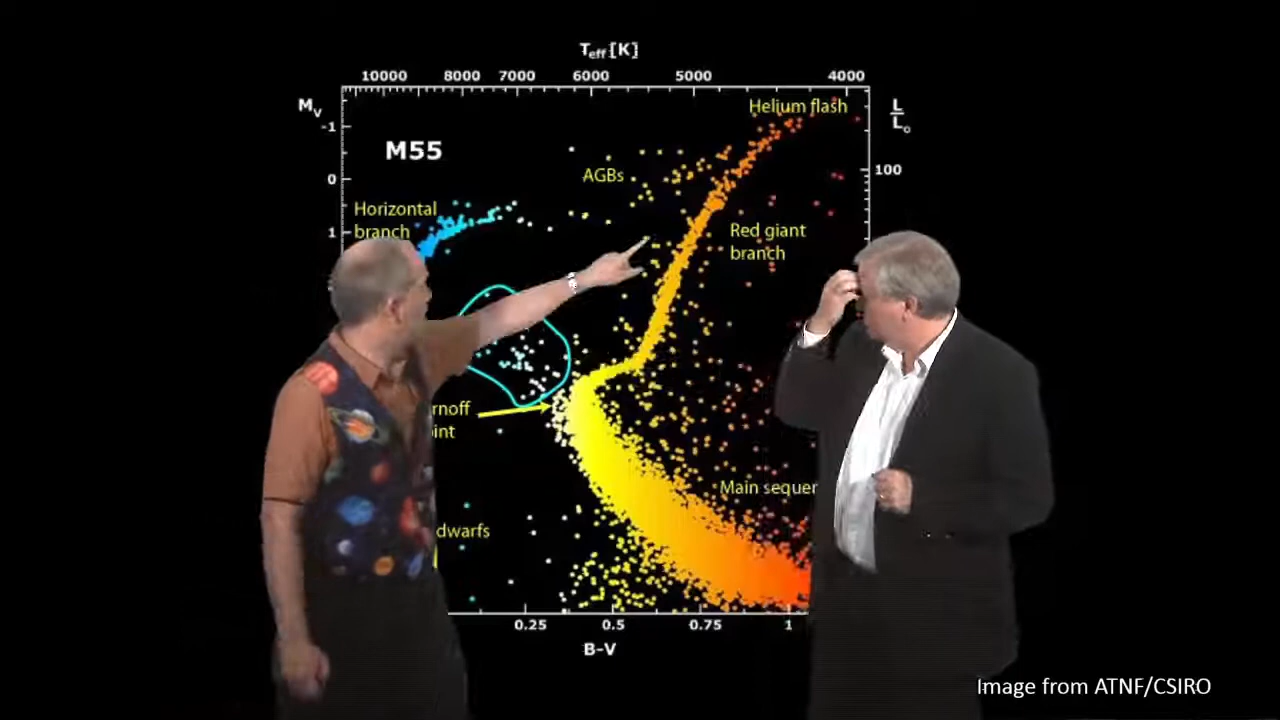 Teff[K]
10000 8000 7000 6000 5000 4000
Mv
Helium flash
L
L⊙
-1
M55
AGBs
0
100
Horizontal
branch
Red giant
branch
1
rnoff
int
Main sequer
dwarfs
0.25 0.5 0.75 1
B-V
Image from ATNF/CSIRO